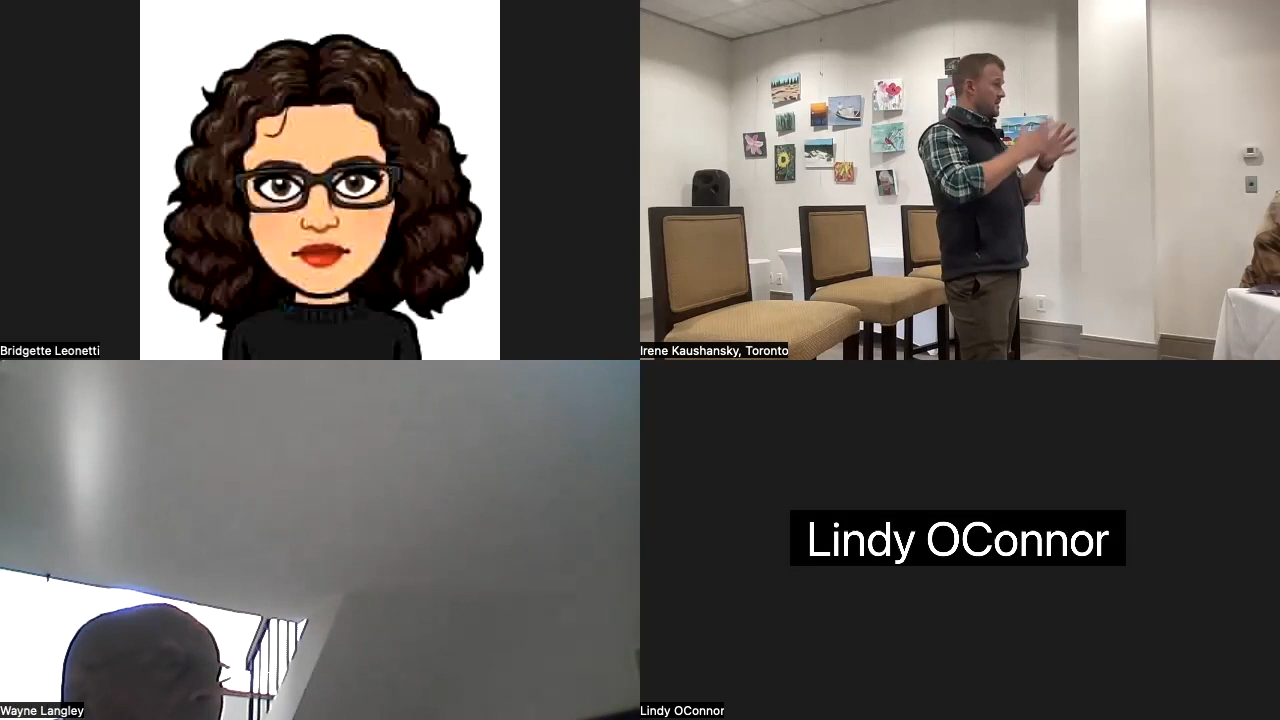 Bridgette Leonetti
Irene Kaushansky, Toronto
Lindy OConnor
Wayne Langley
Lindy OConnor